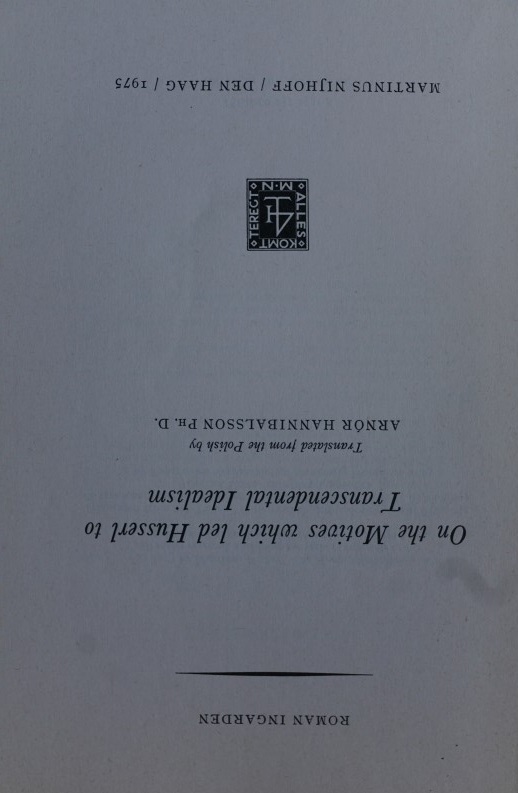 ROMAN INGARDEN
On the Motives which led Husserl to
Transcendental Idealism
Translated from the Polish by
ARNÓR HANNIBALSSON PH. D.
ALLES
KOMT
TEREGT
M·N
MARTINUS NIJHOFF / DEN HAAG / 1975